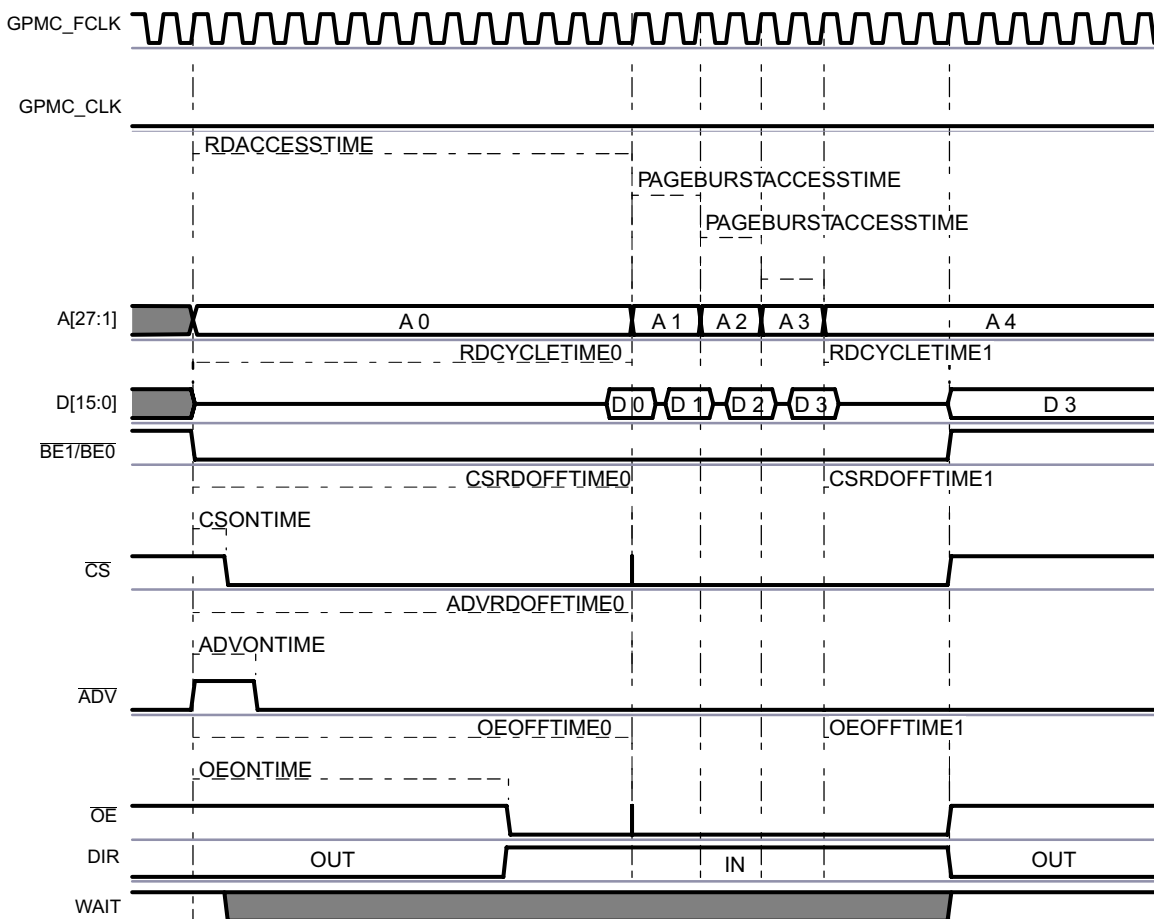 GPMC_FCLK
GPMC_CLK
RDACCESSTIME
PAGEBURSTACCESSTIME
PAGEBURSTACCESSTIME
A[27:1]
A 0
A 1
A 2
A 3
A 4
RDCYCLETIME0
RDCYCLETIME1
D[15:0]
D 0
D 1
D 2
D 3
D 3
BE1/BE0
CSRDOFFTIME0
CSRDOFFTIME1
CSONTIME
CS
ADVRDOFFTIME0
ADVONTIME
ADV
OEOFFTIME0
OEOFFTIME1
OEONTIME
OE
DIR
OUT
IN
OUT
WAIT